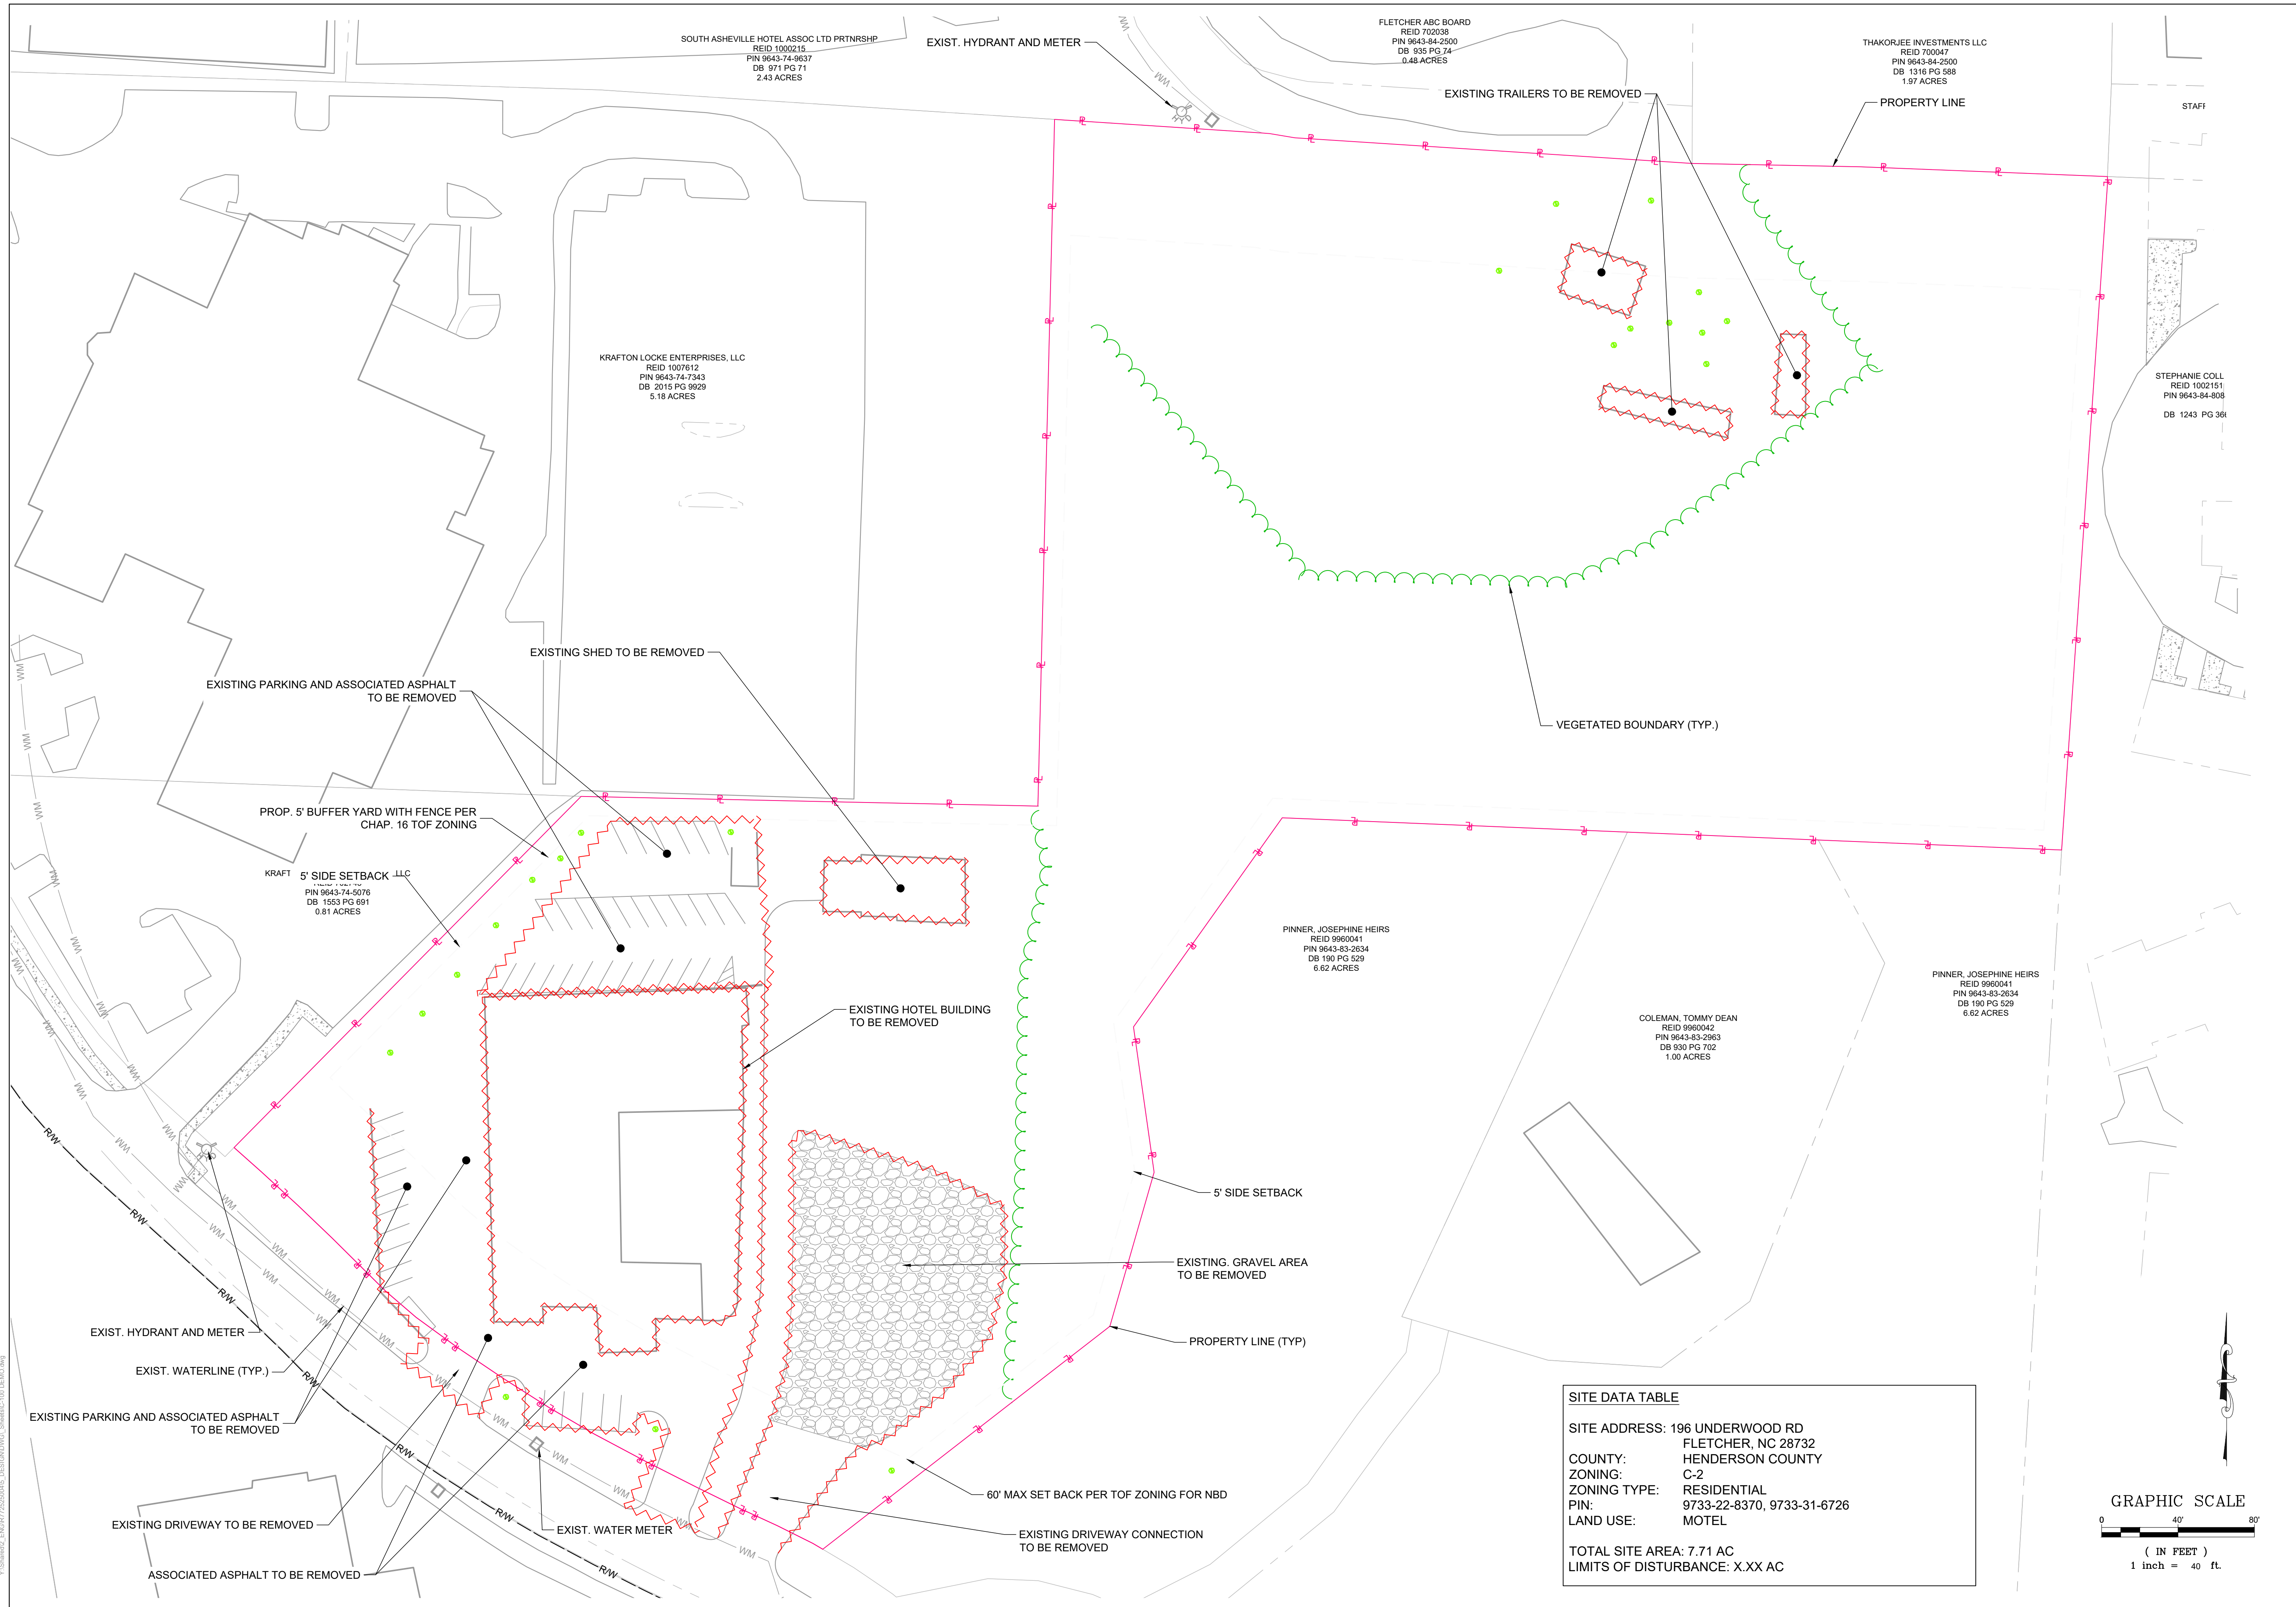 SOUTH ASHEVILLE HOTEL ASSOC LTD PRTNRSHP
REID 1000215
PIN 9643-74-9637
DB 971 PG 71
2.43 ACRES
EXIST. HYDRANT AND METER
FLETCHER ABC BOARD
REID 702038
PIN 9643-84-2500
DB 935 PG 74
0.48 ACRES
THAKORJEE INVESTMENTS LLC
REID 700047
PIN 9643-84-2500
DB 1316 PG 588
1.97 ACRES
EXISTING TRAILERS TO BE REMOVED
PROPERTY LINE
STAFF
HYD
KRAFTON LOCKE ENTERPRISES, LLC
REID 1007612
PIN 9643-74-7343
DB 2015 PG 9929
5.18 ACRES
STEPHANIE COLL
REID 1002151
PIN 9643-84-808
DB 1243 PG 36
EXISTING SHED TO BE REMOVED
EXISTING PARKING AND ASSOCIATED ASPHALT
TO BE REMOVED
VEGETATED BOUNDARY (TYP.)
PROP. 5' BUFFER YARD WITH FENCE PER
CHAP. 16 TOF ZONING
KRAFT
5' SIDE SETBACK
LLC
PIN 9643-74-5076
DB 1553 PG 691
0.81 ACRES
PINNER, JOSEPHINE HEIRS
REID 9960041
PIN 9643-83-2634
DB 190 PG 529
6.62 ACRES
PINNER, JOSEPHINE HEIRS
REID 9960041
PIN 9643-83-2634
DB 190 PG 529
6.62 ACRES
EXISTING HOTEL BUILDING
TO BE REMOVED
COLEMAN, TOMMY DEAN
REID 9960042
PIN 9643-83-2963
DB 930 PG 702
1.00 ACRES
5' SIDE SETBACK
EXISTING. GRAVEL AREA
TO BE REMOVED
EXIST. HYDRANT AND METER
PROPERTY LINE (TYP)
EXIST. WATERLINE (TYP.)
EXISTING PARKING AND ASSOCIATED ASPHALT
TO BE REMOVED
60' MAX SET BACK PER TOF ZONING FOR NBD
EXISTING DRIVEWAY TO BE REMOVED
EXIST. WATER METER
EXISTING DRIVEWAY CONNECTION
TO BE REMOVED
ASSOCIATED ASPHALT TO BE REMOVED
R/W
R/W
R/W
R/W
R/W
R/W
R/W
WM
WM
WM
WM
WM
WM
SITE DATA TABLE
SITE ADDRESS: 196 UNDERWOOD RD
FLETCHER, NC 28732
COUNTY: HENDERSON COUNTY
ZONING: C-2
ZONING TYPE: RESIDENTIAL
PIN: 9733-22-8370, 9733-31-6726
LAND USE: MOTEL
TOTAL SITE AREA: 7.71 AC
LIMITS OF DISTURBANCE: X.XX AC
GRAPHIC SCALE
0 40' 80'
( IN FEET )
1 inch = 40 ft.